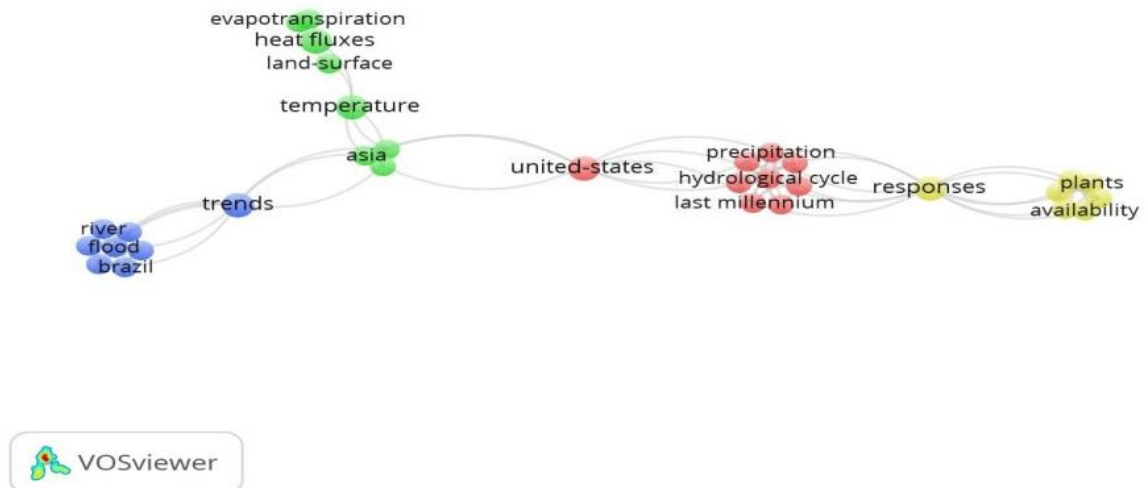 evapotranspiration
heat fluxes
land-surface
temperature
asia
united-states
precipitation
hydrological cycle
last millennium
responses
plants
availability
trends
river
flood
brazil
VOSviewer